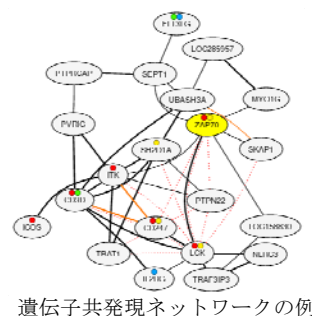 LOC285957
PTPRCAP
SEPT1
UBASH3A
MYO1G
PVRIG
ZAP70
SH2D1A
SKAP1
ITK
PTPN22
ICOS
CD247
LOC158830
TRAT1
LCK
NLRC3
IL2RG
TRAF3IP3
遺伝子共発現ネットワークの例